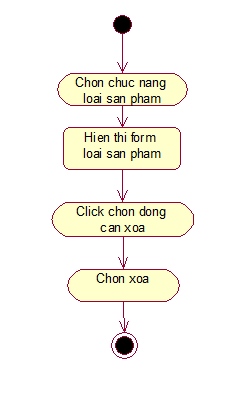 Chon chuc nang
loai san pham
Hien thi form
loai san pham
Click chon dong
can xoa
Chon xoa